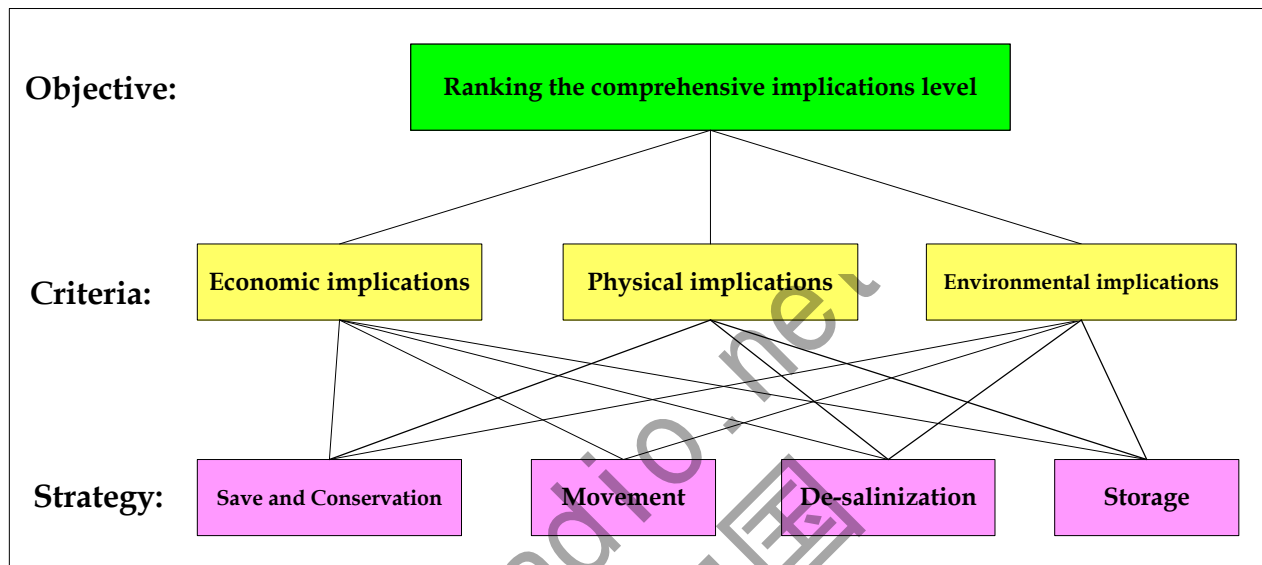 Objective:
Ranking the comprehensive implications level
Criteria:
Economic implications
Physical implications
Environmental implications
Strategy:
Save and Conservation
Movement
De-salinization
Storage